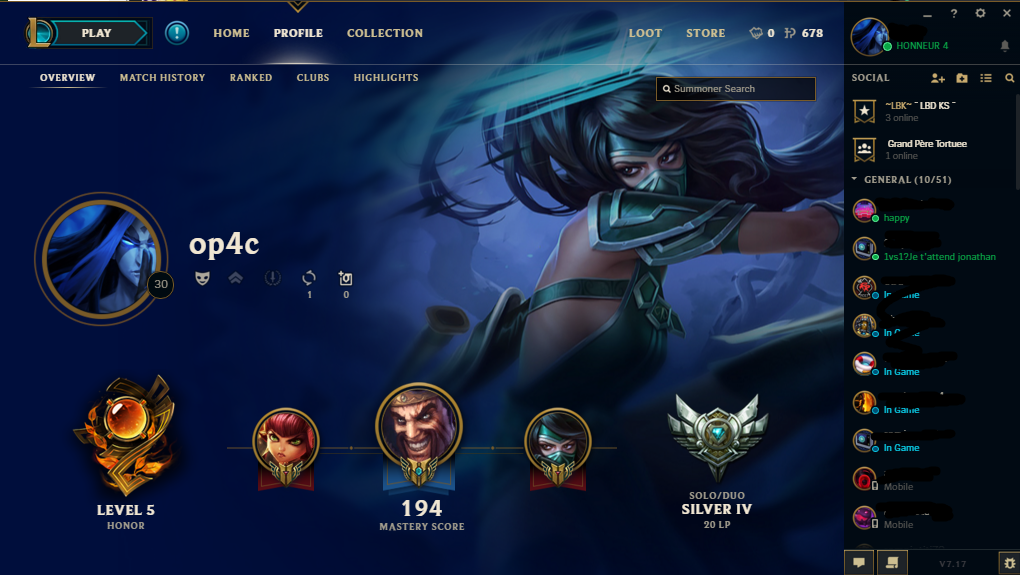 PLAY
HOME
PROFILE
COLLECTION
LOOT
STORE
0
678
HONNEUR 4
OVERVIEW
MATCH HISTORY
RANKED
CLUBS
HIGHLIGHTS
Summoner Search
SOCIAL
~LBK~ ˜ LBD KS ˜
3 online
Grand Père Tortuee
1 online
GENERAL (10/51)
happy
1vs1?Je t'attend jonathan
In Game
In Game
In Game
In Game
In Game
Mobile
Mobile
op4c
30
1
0
LEVEL 5
HONOR
194
MASTERY SCORE
SOLO/DUO
SILVER IV
20 LP
V7.17